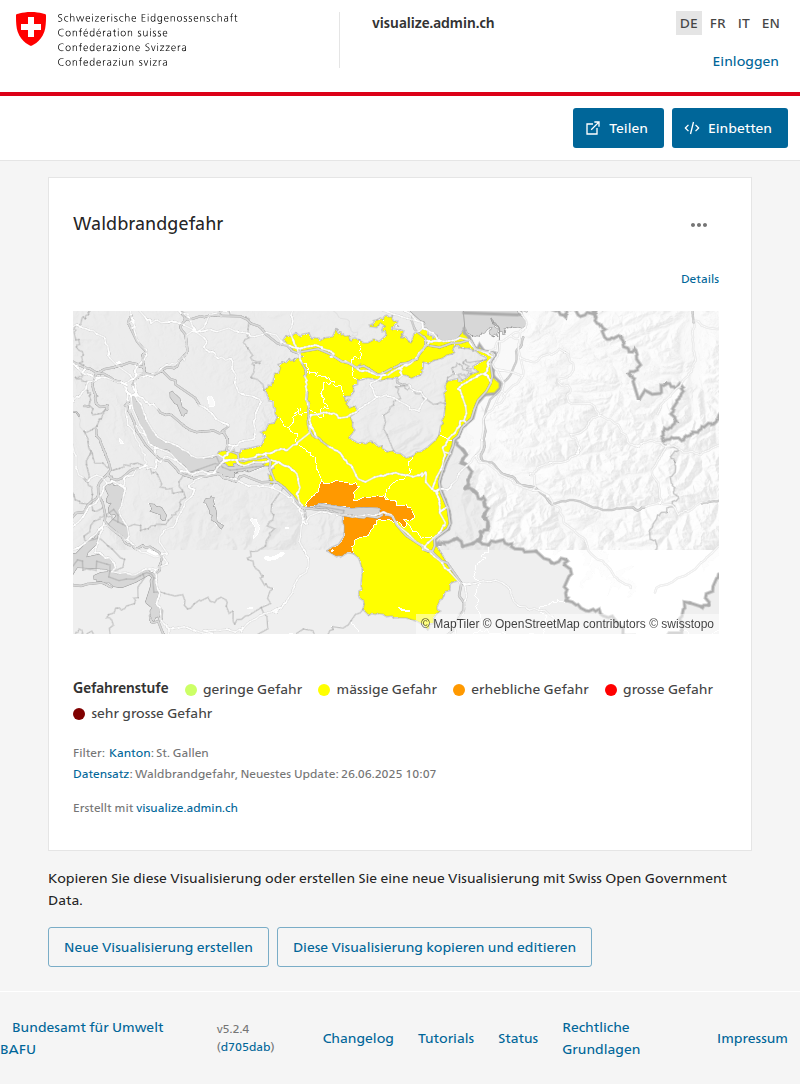 Schweizerische Eidgenossenschaft
Confédération suisse
Confederazione Svizzera
Confederaziun svizra
visualize.admin.ch
DE FR IT EN
Einloggen
Teilen
Einbetten
Waldbrandgefahr
Details
© MapTiler © OpenStreetMap contributors © swisstopo
Gefahrenstufe geringe Gefahr mässige Gefahr erhebliche Gefahr grosse Gefahr
sehr grosse Gefahr
Filter: Kanton: St. Gallen
Datensatz: Waldbrandgefahr, Neuestes Update: 26.06.2025 10:07
Erstellt mit visualize.admin.ch
Kopieren Sie diese Visualisierung oder erstellen Sie eine neue Visualisierung mit Swiss Open Government
Data.
Neue Visualisierung erstellen
Diese Visualisierung kopieren und editieren
Bundesamt für Umwelt
BAFU
v5.2.4
(d705dab)
Changelog
Tutorials
Status
Rechtliche
Grundlagen
Impressum